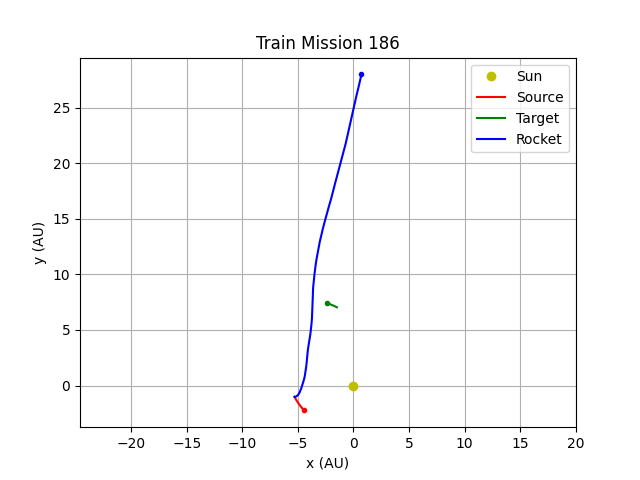 Train Mission 186
Sun
Source
Target
Rocket
25
20
15
10
5
0
y (AU)
−20 −15 −10 −5 0 5 10 15 20
x (AU)